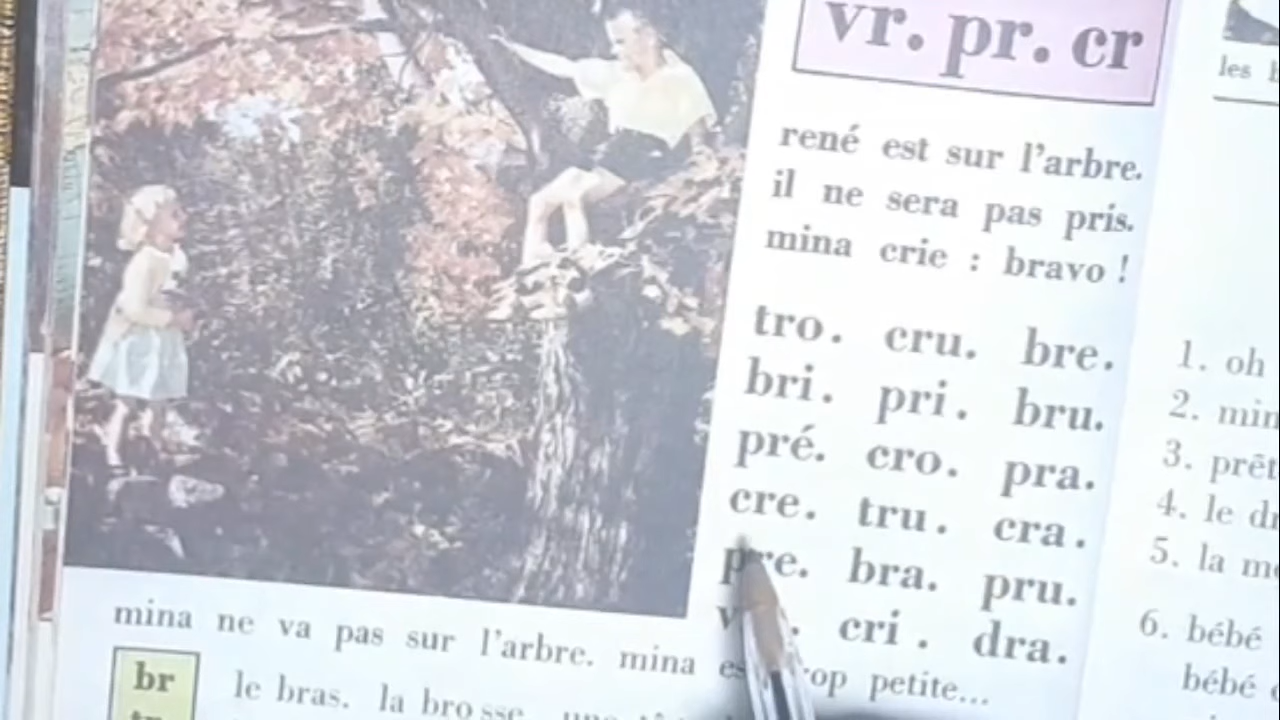 vr. pr. cr
rené est sur l'arbre.
il ne sera pas pris.
mina crie : bravo !
tro. cru. bre.
bri. pri. bru.
pré. cro. pra.
cre. tru. cra.
pre. bra. pru.
cri. dra.
mina ne va pas sur l'arbre. mina petite...
br
le bras. la brosse.
les
1. oh
2.
3.
4. le
5. la
6. bébé
bébé